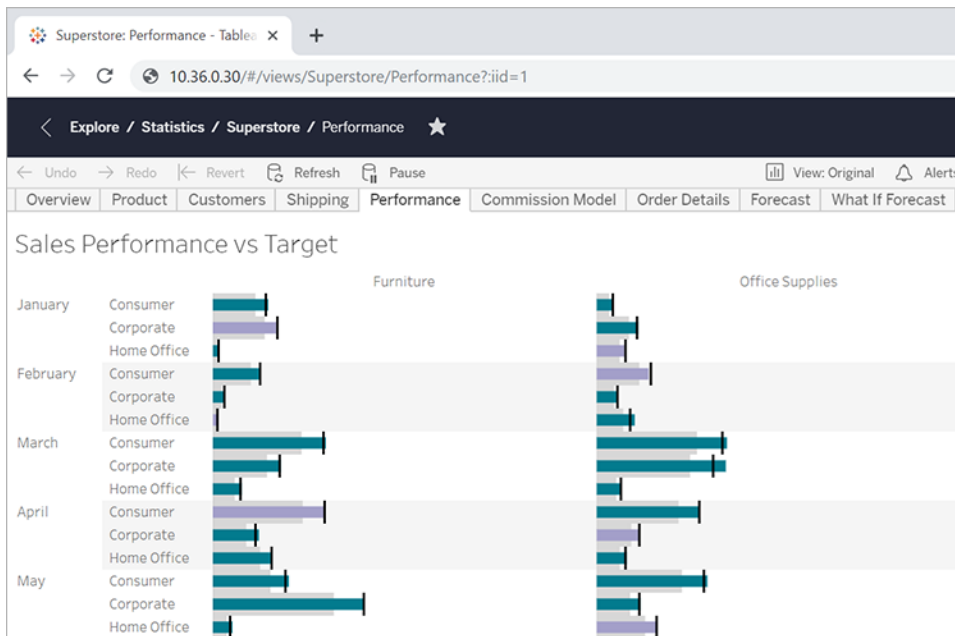 Superstore: Performance - Tablea
10.36.0.30/#/views/Superstore/Performance?:iid=1
Explore / Statistics / Superstore / Performance
Undo Redo Revert Refresh Pause View: Original Alerts
Overview Product Customers Shipping Performance Commission Model Order Details Forecast What If Forecast
Sales Performance vs Target
Furniture Office Supplies
January Consumer
Corporate
Home Office
February Consumer
Corporate
Home Office
March Consumer
Corporate
Home Office
April Consumer
Corporate
Home Office
May Consumer
Corporate
Home Office